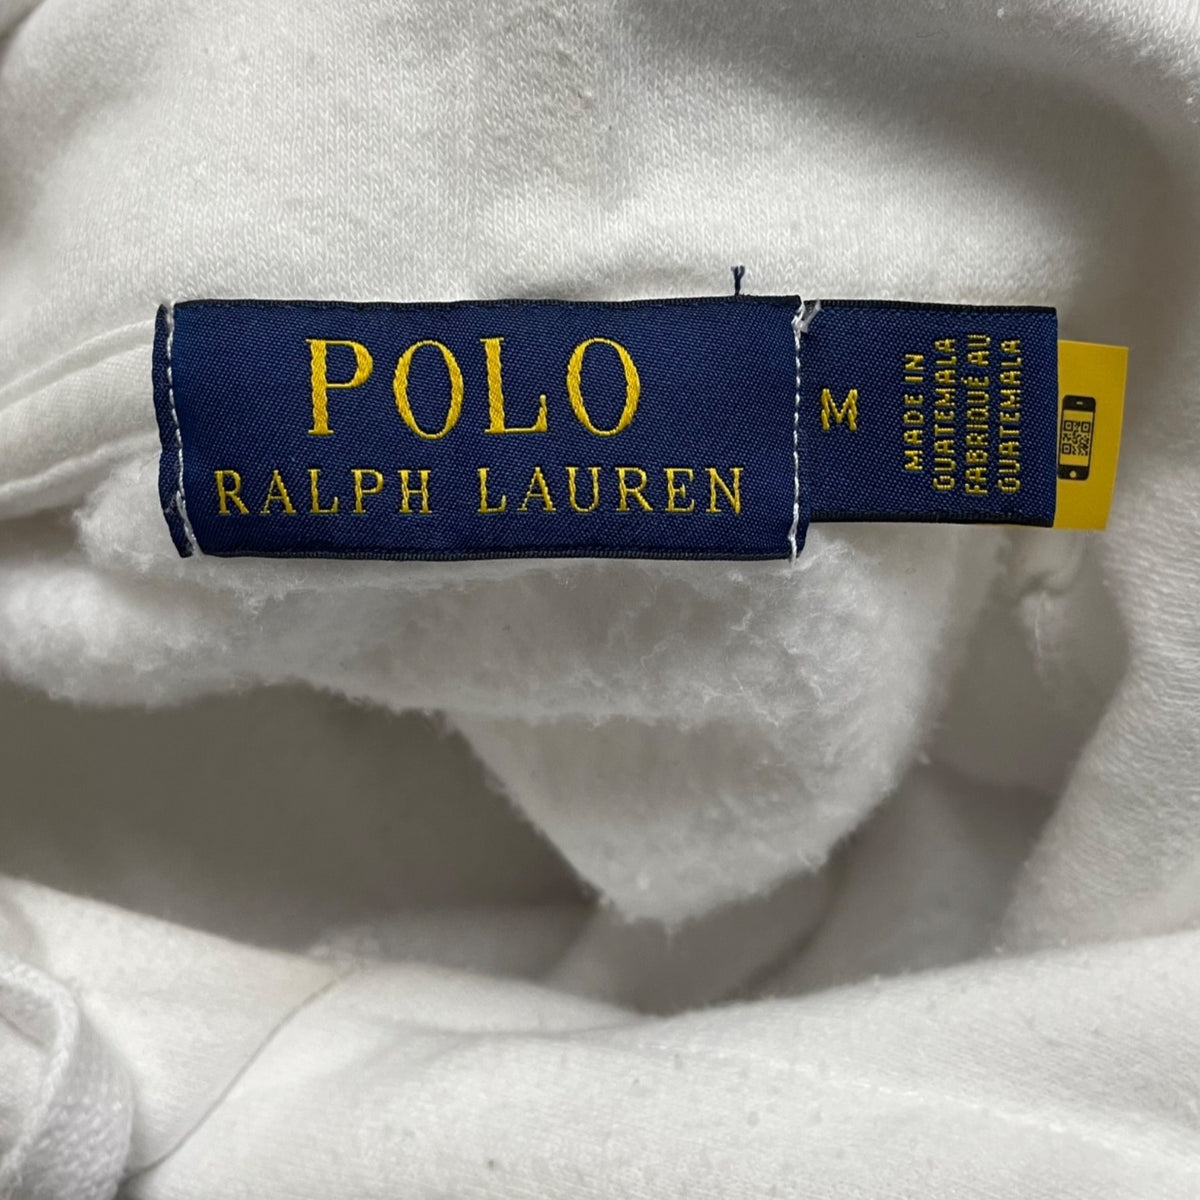 POLO
RALPH LAUREN
M
MADE IN
GUATEMALA
FABRIQUÉ AU
GUATEMALA